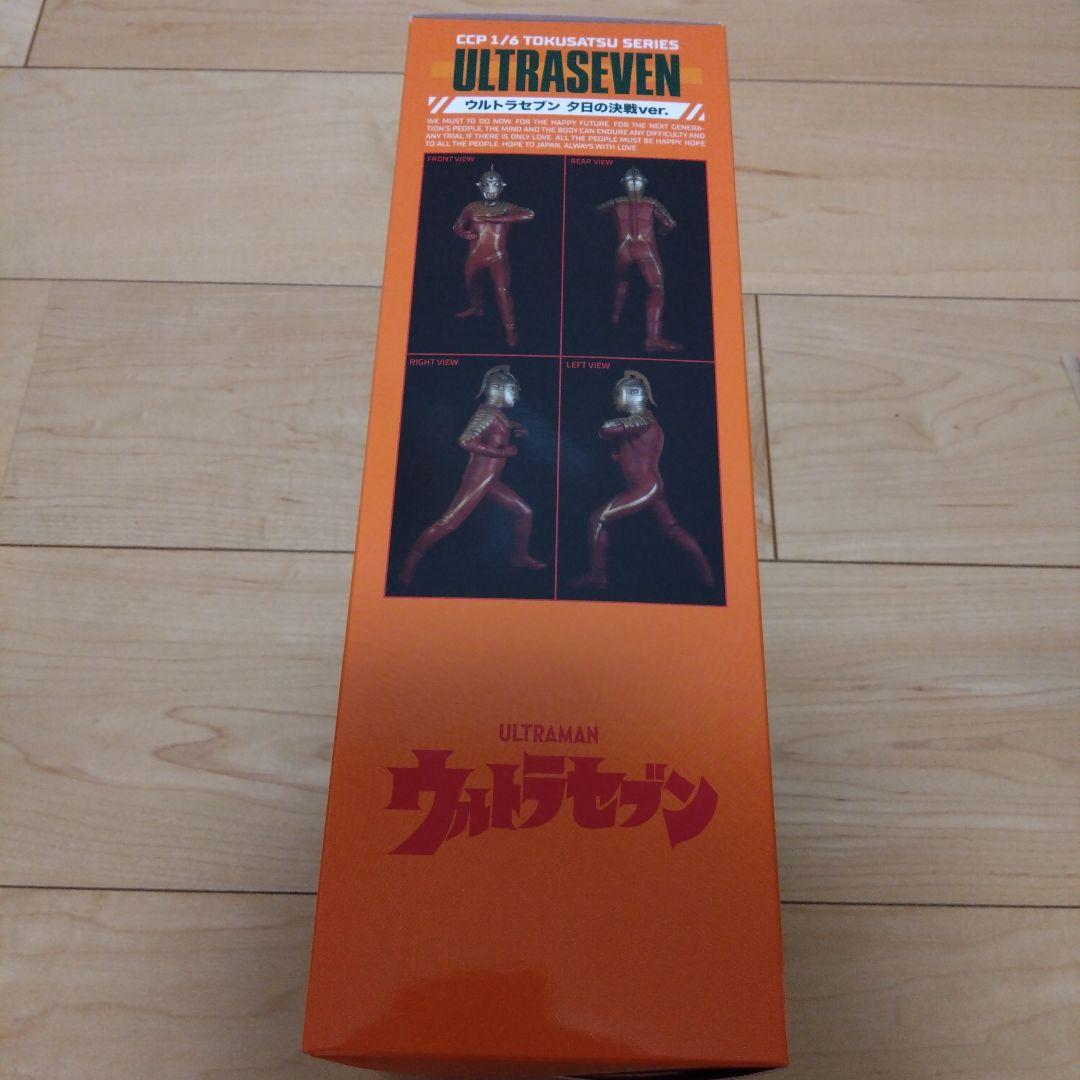 CCP 1/6 TOKUSATSU SERIES
ULTRASEVEN
ウルトラセブン 夕日の決戦ver.
WE MUST TO DO NOW. FOR THE HAPPY FUTURE. FOR THE NEXT GENERA-
TION'S PEOPLE. THE MIND AND THE BODY CAN ENDURE ANY DIFFICULTY AND
ANY TRIAL IF THERE IS ONLY LOVE. ALL THE PEOPLE MUST BE HAPPY. HOPE
TO ALL THE PEOPLE. HOPE TO JAPAN. ALWAYS WITH LOVE.
FRONT VIEW
REAR VIEW
RIGHT VIEW
LEFT VIEW
ULTRAMAN
ウルトラセブン